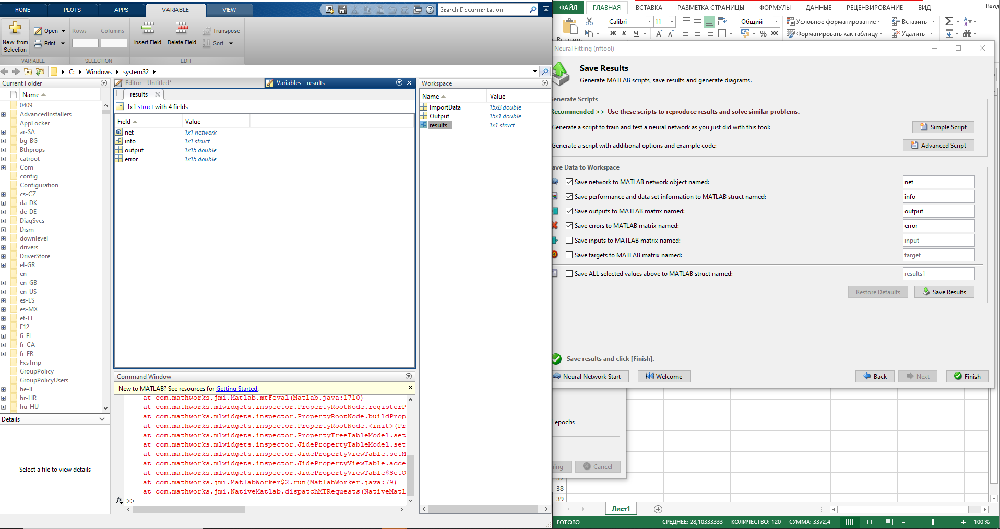 HOME PLOTS APPS VARIABLE VIEW
Search Documentation
New from Selection
Open
Print
Rows Columns
Insert Field Delete Field
Transpose
Sort
VARIABLE SELECTION EDIT
C: Windows system32
Current Folder
Name
0409
AdvancedInstallers
AppLocker
ar-SA
bg-BG
Bthprops
catroot
Com
config
Configuration
cs-CZ
da-DK
de-DE
DiagSvcs
Dism
downlevel
drivers
DriverStore
el-GR
en
en-GB
en-US
es-ES
es-MX
et-EE
F12
fi-FI
fr-CA
fr-FR
FxsTmp
GroupPolicy
GroupPolicyUsers
he-IL
hr-HR
hu-HU
Details
Select a file to view details
Editor - Untitled* Variables - results
results
1x1 struct with 4 fields
Field Value
net 1x1 network
info 1x1 struct
output 1x15 double
error 1x15 double
Command Window
New to MATLAB? See resources for Getting Started.
at com.mathworks.jmi.Matlab.mtFeval(Matlab.java:1710)
at com.mathworks.mlwidgets.inspector.PropertyRootNode.registerP
at com.mathworks.mlwidgets.inspector.PropertyRootNode.buildProp
at com.mathworks.mlwidgets.inspector.PropertyRootNode.<init>(Pr
at com.mathworks.mlwidgets.inspector.PropertyTreeTableModel.set
at com.mathworks.mlwidgets.inspector.JidePropertyTableModel.set
at com.mathworks.mlwidgets.inspector.JidePropertyViewTable.setM
at com.mathworks.mlwidgets.inspector.JidePropertyViewTable.acce
at com.mathworks.mlwidgets.inspector.JidePropertyViewTable$SetO
at com.mathworks.jmi.MatlabWorker$2.run(MatlabWorker.java:79)
at com.mathworks.jmi.NativeMatlab.dispatchMTRequests(NativeMatl
fx >>
Workspace
Name Value
ImportData 15x8 double
Output 15x1 double
results 1x1 struct
ФАЙЛ ГЛАВНАЯ ВСТАВКА РАЗМЕТКА СТРАНИЦЫ ФОРМУЛЫ ДАННЫЕ РЕЦЕНЗИРОВАНИЕ ВИД Вход
Вставить
Calibri 11
Ж К Ч
Общий
% 000
Условное форматирование
Форматировать как таблицу
Вставить
Удалить
Neural Fitting (nftool)
Save Results
Generate MATLAB scripts, save results and generate diagrams.
enerate Scripts
Recommended >> Use these scripts to reproduce results and solve similar problems.
Generate a script to train and test a neural network as you just did with this tool: Simple Script
Generate a script with additional options and example code: Advanced Script
ave Data to Workspace
Save network to MATLAB network object named: net
Save performance and data set information to MATLAB struct named: info
Save outputs to MATLAB matrix named: output
Save errors to MATLAB matrix named: error
Save inputs to MATLAB matrix named: input
Save targets to MATLAB matrix named: target
Save ALL selected values above to MATLAB struct named: results1
Restore Defaults Save Results
Save results and click [Finish].
Neural Network Start Welcome Back Next Finish
epochs
ning Cancel
37
38
39
Лист1
ГОТОВО СРЕДНЕЕ: 28,10333333 КОЛИЧЕСТВО: 120 СУММА: 3372,4 100 %